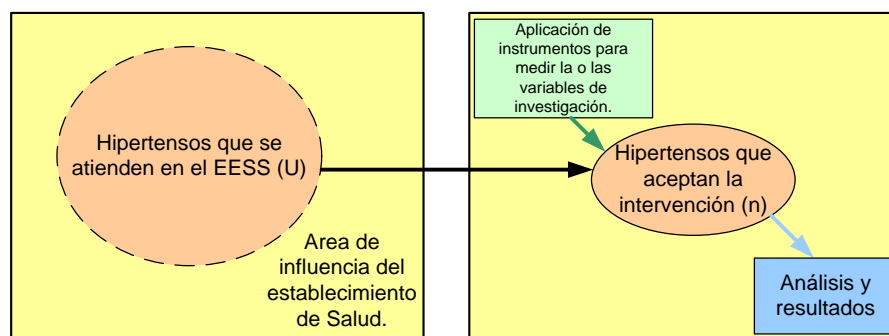 Hipertensos que se
atienden en el EESS (U)
Area de
influencia del
establecimiento
de Salud.
Aplicación de
instrumentos para
medir la o las
variables de
investigación.
Hipertensos que
aceptan la
intervención (n)
Análisis y
resultados